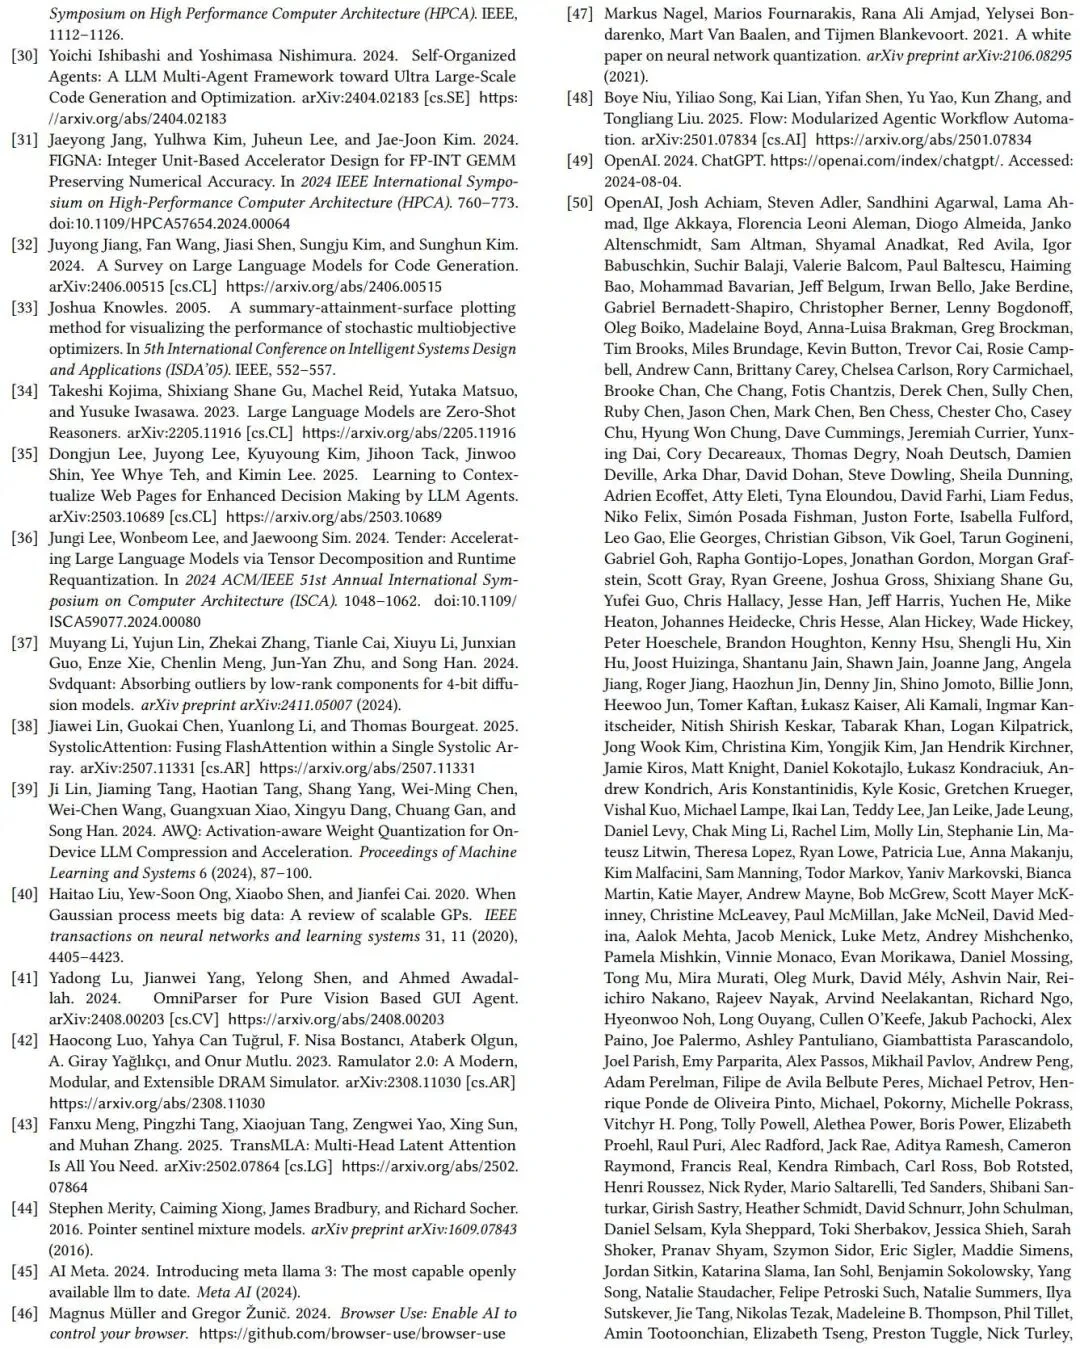 Symposium on High Performance Computer Architecture (HPCA). IEEE,
1112–1126.
[30] Yoichi Ishibashi and Yoshimasa Nishimura. 2024. Self-Organized
Agents: A LLM Multi-Agent Framework toward Ultra Large-Scale
Code Generation and Optimization. arXiv:2404.02183 [cs.SE] https:
//arxiv.org/abs/2404.02183
[31] Jaeyong Jang, Yulhwa Kim, Juheun Lee, and Jae-Joon Kim. 2024.
FIGNA: Integer Unit-Based Accelerator Design for FP-INT GEMM
Preserving Numerical Accuracy. In 2024 IEEE International Sympo-
sium on High-Performance Computer Architecture (HPCA). 760–773.
doi:10.1109/HPCA57654.2024.00064
[32] Juyong Jiang, Fan Wang, Jiasi Shen, Sungju Kim, and Sunghun Kim.
2024. A Survey on Large Language Models for Code Generation.
arXiv:2406.00515 [cs.CL] https://arxiv.org/abs/2406.00515
[33] Joshua Knowles. 2005. A summary-attainment-surface plotting
method for visualizing the performance of stochastic multiobjective
optimizers. In 5th International Conference on Intelligent Systems Design
and Applications (ISDA'05). IEEE, 552–557.
[34] Takeshi Kojima, Shixiang Shane Gu, Machel Reid, Yutaka Matsuo,
and Yusuke Iwasawa. 2023. Large Language Models are Zero-Shot
Reasoners. arXiv:2205.11916 [cs.CL] https://arxiv.org/abs/2205.11916
[35] Dongjun Lee, Juyong Lee, Kyuyoung Kim, Jihoon Tack, Jinwoo
Shin, Yee Whye Teh, and Kimin Lee. 2025. Learning to Contex-
tualize Web Pages for Enhanced Decision Making by LLM Agents.
arXiv:2503.10689 [cs.CL] https://arxiv.org/abs/2503.10689
[36] Jungi Lee, Wonbeom Lee, and Jaewoong Sim. 2024. Tender: Accelerat-
ing Large Language Models via Tensor Decomposition and Runtime
Requantization. In 2024 ACM/IEEE 51st Annual International Sym-
posium on Computer Architecture (ISCA). 1048–1062. doi:10.1109/
ISCA59077.2024.00080
[37] Muyang Li, Yujun Lin, Zhekai Zhang, Tianle Cai, Xiuyu Li, Junxian
Guo, Enze Xie, Chenlin Meng, Jun-Yan Zhu, and Song Han. 2024.
Svdquant: Absorbing outliers by low-rank components for 4-bit diffu-
sion models. arXiv preprint arXiv:2411.05007 (2024).
[38] Jiawei Lin, Guokai Chen, Yuanlong Li, and Thomas Bourgeat. 2025.
SystolicAttention: Fusing FlashAttention within a Single Systolic Ar-
ray. arXiv:2507.11331 [cs.AR] https://arxiv.org/abs/2507.11331
[39] Ji Lin, Jiaming Tang, Haotian Tang, Shang Yang, Wei-Ming Chen,
Wei-Chen Wang, Guangxuan Xiao, Xingyu Dang, Chuang Gan, and
Song Han. 2024. AWQ: Activation-aware Weight Quantization for On-
Device LLM Compression and Acceleration. Proceedings of Machine
Learning and Systems 6 (2024), 87–100.
[40] Haitao Liu, Yew-Soon Ong, Xiaobo Shen, and Jianfei Cai. 2020. When
Gaussian process meets big data: A review of scalable GPs. IEEE
transactions on neural networks and learning systems 31, 11 (2020),
4405–4423.
[41] Yadong Lu, Jianwei Yang, Yelong Shen, and Ahmed Awadal-
lah. 2024. OmniParser for Pure Vision Based GUI Agent.
arXiv:2408.00203 [cs.CV] https://arxiv.org/abs/2408.00203
[42] Haocong Luo, Yahya Can Tuğrul, F. Nisa Bostancı, Ataberk Olgun,
A. Giray Yağlıkçı, and Onur Mutlu. 2023. Ramulator 2.0: A Modern,
Modular, and Extensible DRAM Simulator. arXiv:2308.11030 [cs.AR]
https://arxiv.org/abs/2308.11030
[43] Fanxu Meng, Pingzhi Tang, Xiaojuan Tang, Zengwei Yao, Xing Sun,
and Muhan Zhang. 2025. TransMLA: Multi-Head Latent Attention
Is All You Need. arXiv:2502.07864 [cs.LG] https://arxiv.org/abs/2502.
07864
[44] Stephen Merity, Caiming Xiong, James Bradbury, and Richard Socher.
2016. Pointer sentinel mixture models. arXiv preprint arXiv:1609.07843
(2016).
[45] AI Meta. 2024. Introducing meta llama 3: The most capable openly
available llm to date. Meta AI (2024).
[46] Magnus Müller and Gregor Žunič. 2024. Browser Use: Enable AI to
control your browser. https://github.com/browser-use/browser-use
[47] Markus Nagel, Marios Fournarakis, Rana Ali Amjad, Yelysei Bon-
darenko, Mart Van Baalen, and Tijmen Blankevoort. 2021. A white
paper on neural network quantization. arXiv preprint arXiv:2106.08295
(2021).
[48] Boye Niu, Yiliao Song, Kai Lian, Yifan Shen, Yu Yao, Kun Zhang, and
Tongliang Liu. 2025. Flow: Modularized Agentic Workflow Automa-
tion. arXiv:2501.07834 [cs.AI] https://arxiv.org/abs/2501.07834
[49] OpenAI. 2024. ChatGPT. https://openai.com/index/chatgpt/. Accessed:
2024-08-04.
[50] OpenAI, Josh Achiam, Steven Adler, Sandhini Agarwal, Lama Ah-
mad, Ilge Akkaya, Florencia Leoni Aleman, Diogo Almeida, Janko
Altenschmidt, Sam Altman, Shyamal Anadkat, Red Avila, Igor
Babuschkin, Suchir Balaji, Valerie Balcom, Paul Baltescu, Haiming
Bao, Mohammad Bavarian, Jeff Belgum, Irwan Bello, Jake Berdine,
Gabriel Bernadett-Shapiro, Christopher Berner, Lenny Bogdonoff,
Oleg Boiko, Madelaine Boyd, Anna-Luisa Brakman, Greg Brockman,
Tim Brooks, Miles Brundage, Kevin Button, Trevor Cai, Rosie Camp-
bell, Andrew Cann, Brittany Carey, Chelsea Carlson, Rory Carmichael,
Brooke Chan, Che Chang, Fotis Chantzis, Derek Chen, Sully Chen,
Ruby Chen, Jason Chen, Mark Chen, Ben Chess, Chester Cho, Casey
Chu, Hyung Won Chung, Dave Cummings, Jeremiah Currier, Yunx-
ing Dai, Cory Decareaux, Thomas Degry, Noah Deutsch, Damien
Deville, Arka Dhar, David Dohan, Steve Dowling, Sheila Dunning,
Adrien Ecoffet, Atty Eleti, Tyna Eloundou, David Farhi, Liam Fedus,
Niko Felix, Simón Posada Fishman, Juston Forte, Isabella Fulford,
Leo Gao, Elie Georges, Christian Gibson, Vik Goel, Tarun Gogineni,
Gabriel Goh, Rapha Gontijo-Lopes, Jonathan Gordon, Morgan Graf-
stein, Scott Gray, Ryan Greene, Joshua Gross, Shixiang Shane Gu,
Yufei Guo, Chris Hallacy, Jesse Han, Jeff Harris, Yuchen He, Mike
Heaton, Johannes Heidecke, Chris Hesse, Alan Hickey, Wade Hickey,
Peter Hoeschele, Brandon Houghton, Kenny Hsu, Shengli Hu, Xin
Hu, Joost Huizinga, Shantanu Jain, Shawn Jain, Joanne Jang, Angela
Jiang, Roger Jiang, Haozhun Jin, Denny Jin, Shino Jomoto, Billie Jonn,
Heewoo Jun, Tomer Kaftan, Łukasz Kaiser, Ali Kamali, Ingmar Kan-
itscheider, Nitish Shirish Keskar, Tabarak Khan, Logan Kilpatrick,
Jong Wook Kim, Christina Kim, Yongjik Kim, Jan Hendrik Kirchner,
Jamie Kiros, Matt Knight, Daniel Kokotajlo, Łukasz Kondraciuk, An-
drew Kondrich, Aris Konstantinidis, Kyle Kosic, Gretchen Krueger,
Vishal Kuo, Michael Lampe, Ikai Lan, Teddy Lee, Jan Leike, Jade Leung,
Daniel Levy, Chak Ming Li, Rachel Lim, Molly Lin, Stephanie Lin, Ma-
teusz Litwin, Theresa Lopez, Ryan Lowe, Patricia Lue, Anna Makanju,
Kim Malfacini, Sam Manning, Todor Markov, Yaniv Markovski, Bianca
Martin, Katie Mayer, Andrew Mayne, Bob McGrew, Scott Mayer McK-
inney, Christine McLeavey, Paul McMillan, Jake McNeil, David Med-
ina, Aalok Mehta, Jacob Menick, Luke Metz, Andrey Mishchenko,
Pamela Mishkin, Vinnie Monaco, Evan Morikawa, Daniel Mossing,
Tong Mu, Mira Murati, Oleg Murk, David Mély, Ashvin Nair, Rei-
ichiro Nakano, Rajeev Nayak, Arvind Neelakantan, Richard Ngo,
Hyeonwoo Noh, Long Ouyang, Cullen O'Keefe, Jakub Pachocki, Alex
Paino, Joe Palermo, Ashley Pantuliano, Giambattista Parascandolo,
Joel Parish, Emy Parparita, Alex Passos, Mikhail Pavlov, Andrew Peng,
Adam Perelman, Filipe de Avila Belbute Peres, Michael Petrov, Hen-
rique Ponde de Oliveira Pinto, Michael, Pokorny, Michelle Pokrass,
Vitchyr H. Pong, Tolly Powell, Alethea Power, Boris Power, Elizabeth
Proehl, Raul Puri, Alec Radford, Jack Rae, Aditya Ramesh, Cameron
Raymond, Francis Real, Kendra Rimbach, Carl Ross, Bob Rotsted,
Henri Roussez, Nick Ryder, Mario Saltarelli, Ted Sanders, Shibani San-
turkar, Girish Sastry, Heather Schmidt, David Schnurr, John Schulman,
Daniel Selsam, Kyla Sheppard, Toki Sherbakov, Jessica Shieh, Sarah
Shoker, Pranav Shyam, Szymon Sidor, Eric Sigler, Maddie Simens,
Jordan Sitkin, Katarina Slama, Ian Sohl, Benjamin Sokolowsky, Yang
Song, Natalie Staudacher, Felipe Petroski Such, Natalie Summers, Ilya
Sutskever, Jie Tang, Nikolas Tezak, Madeleine B. Thompson, Phil Tillet,
Amin Tootoonchian, Elizabeth Tseng, Preston Tuggle, Nick Turley,